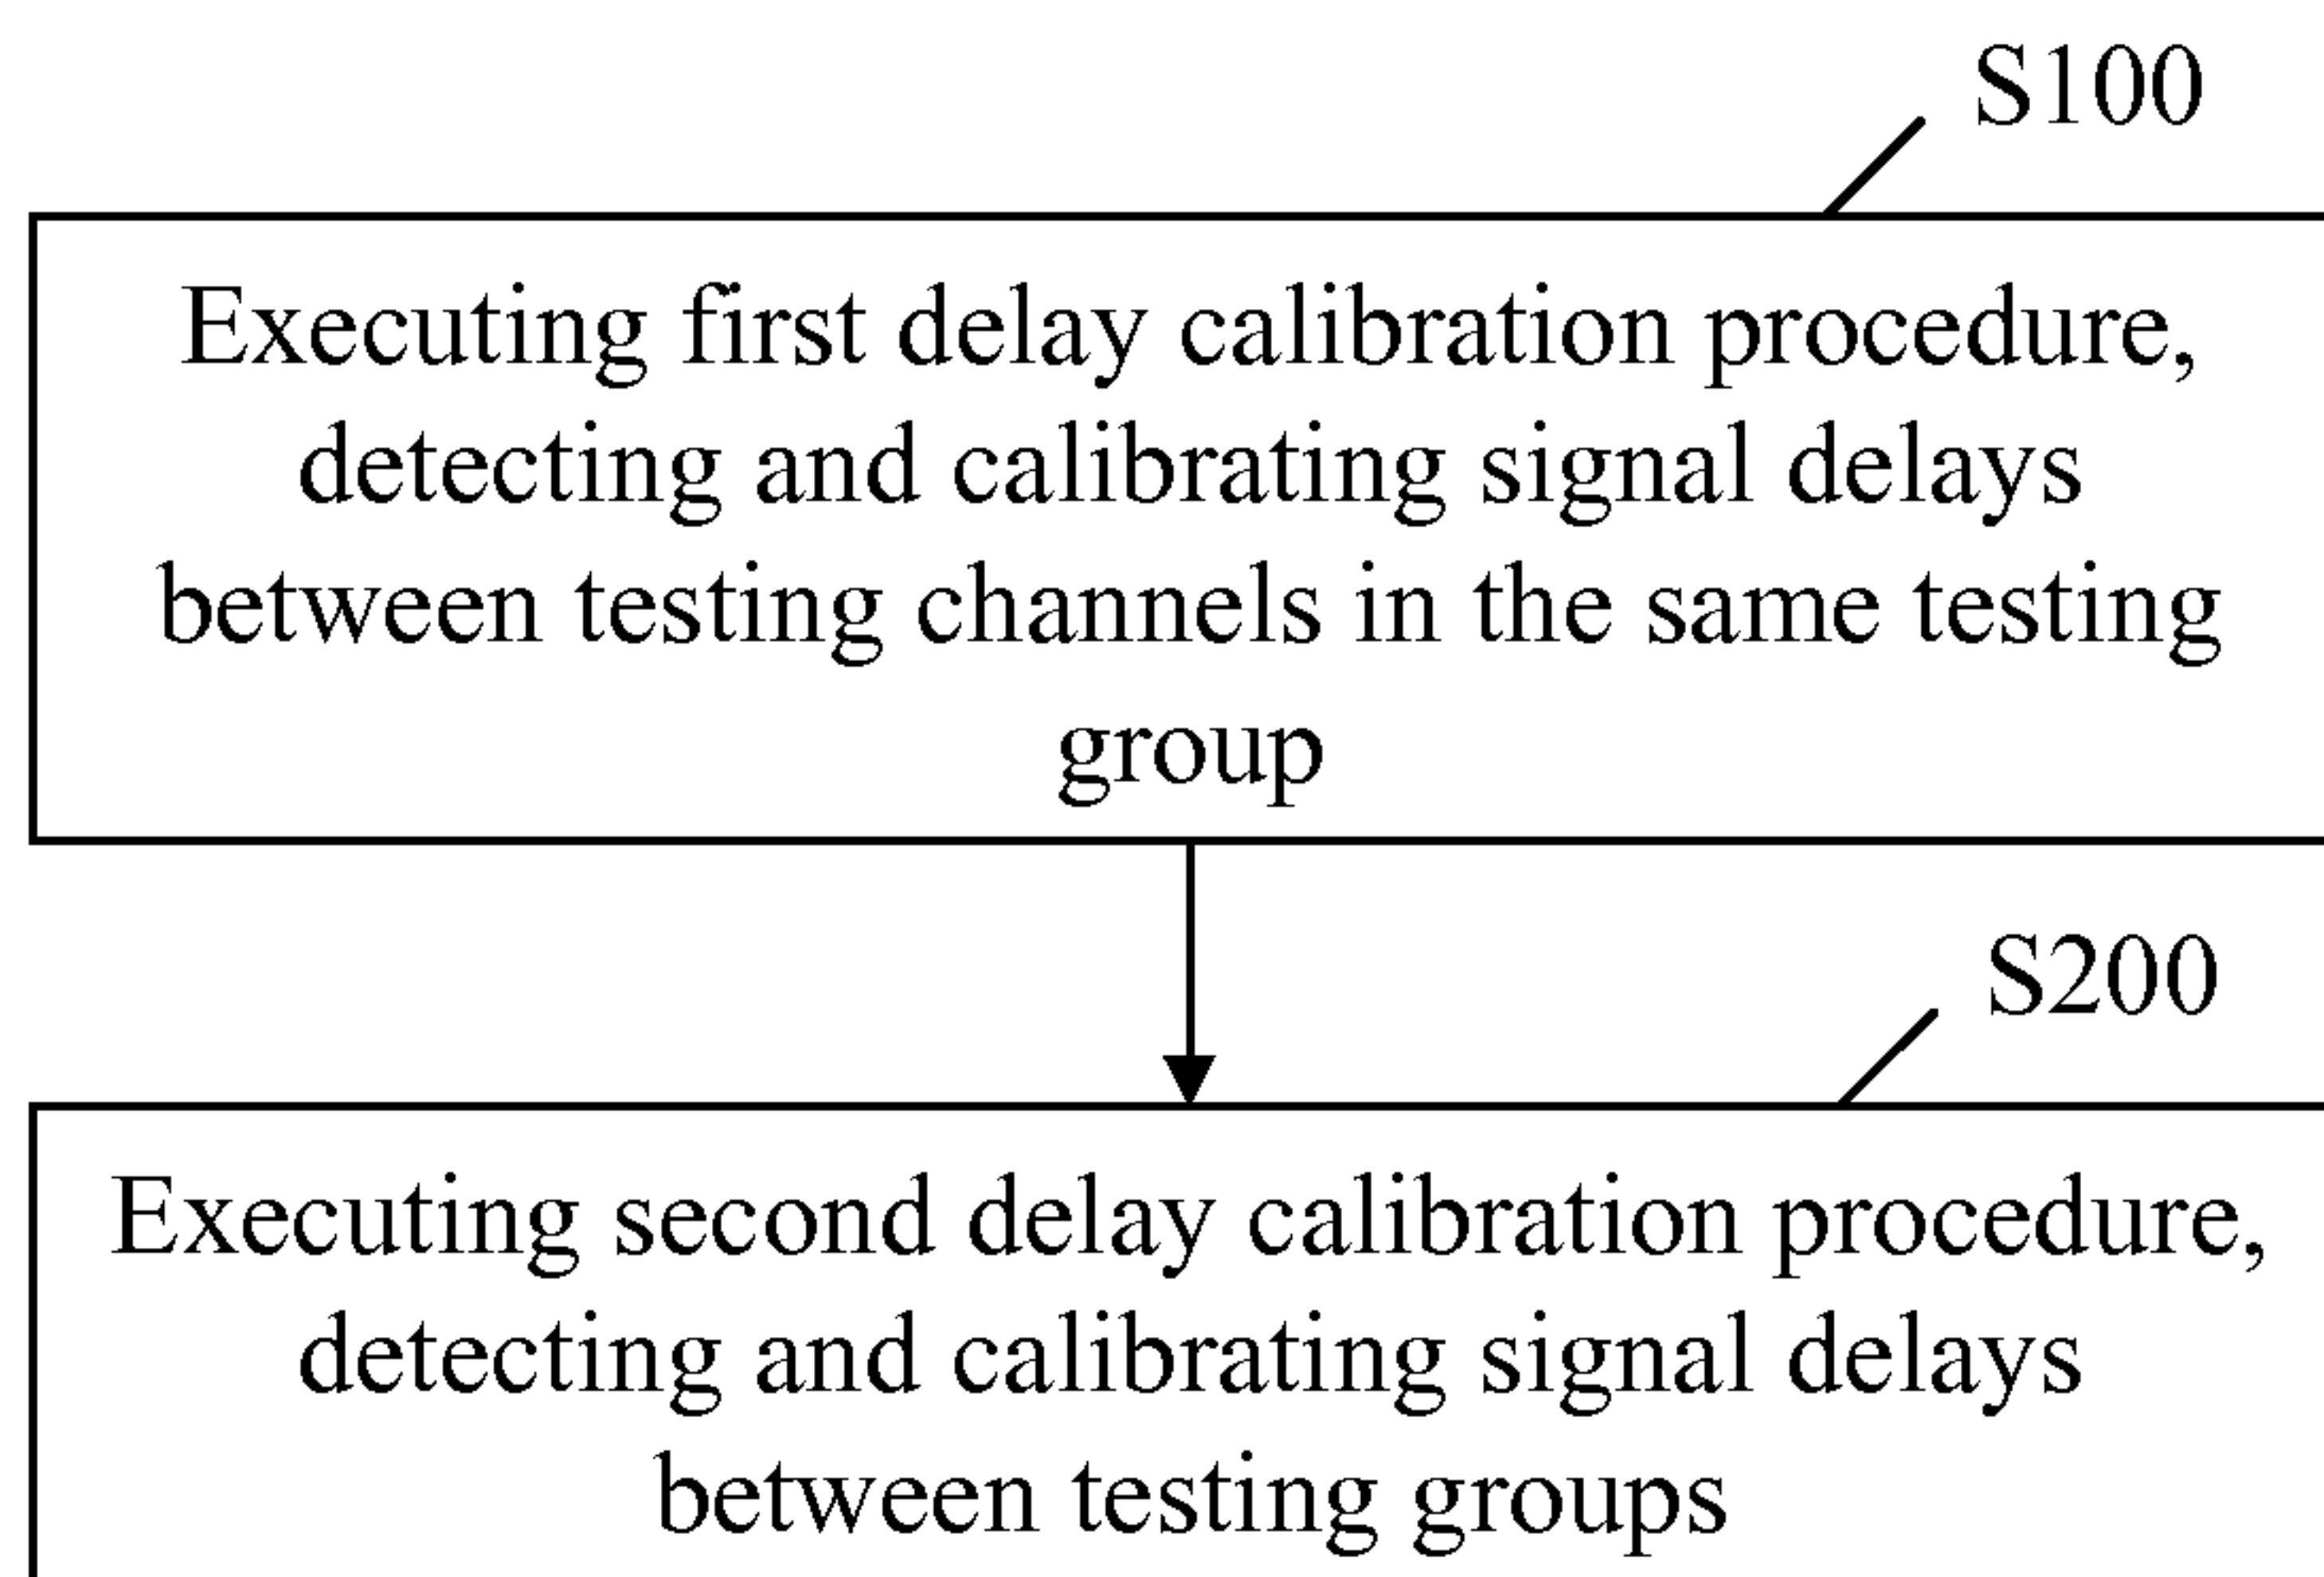 S100
Executing first delay calibration procedure,
detecting and calibrating signal delays
between testing channels in the same testing
group
S200
Executing second delay calibration procedure,
detecting and calibrating signal delays
between testing groups